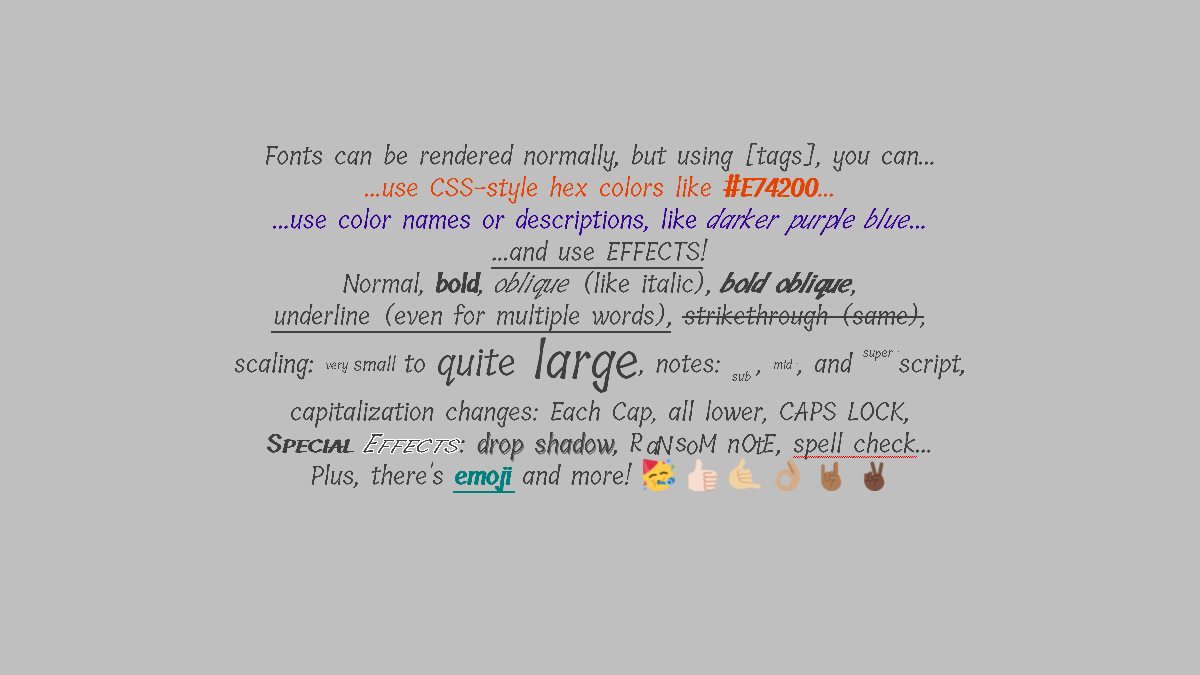 Fonts can be rendered normally, but using [tags], you can...
...use CSS-style hex colors like #E74200...
...use color names or descriptions, like darker purple blue...
...and use EFFECTS!
Normal, bold, oblique (like italic), bold oblique,
underline (even for multiple words), strikethrough (same),
scaling: very small to quite large, notes: sub, mid, and super script,
capitalization changes: Each Cap, all lower, CAPS LOCK,
Special Effects: drop shadow, RaNsoM nOtE, spell check...
Plus, there's emoji and more! 🥳 👍🏻 🤙🏼 👌🏽 🤘🏾 ✌🏿